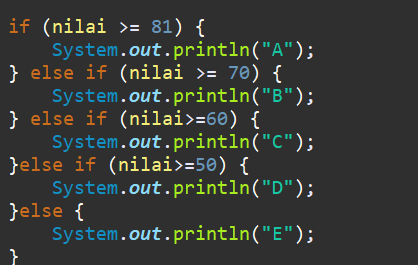 if (nilai >= 81) {
    System.out.println("A");
} else if (nilai >= 70) {
    System.out.println("B");
} else if (nilai>=60) {
    System.out.println("C");
}else if (nilai>=50) {
    System.out.println("D");
}else {
    System.out.println("E");
}